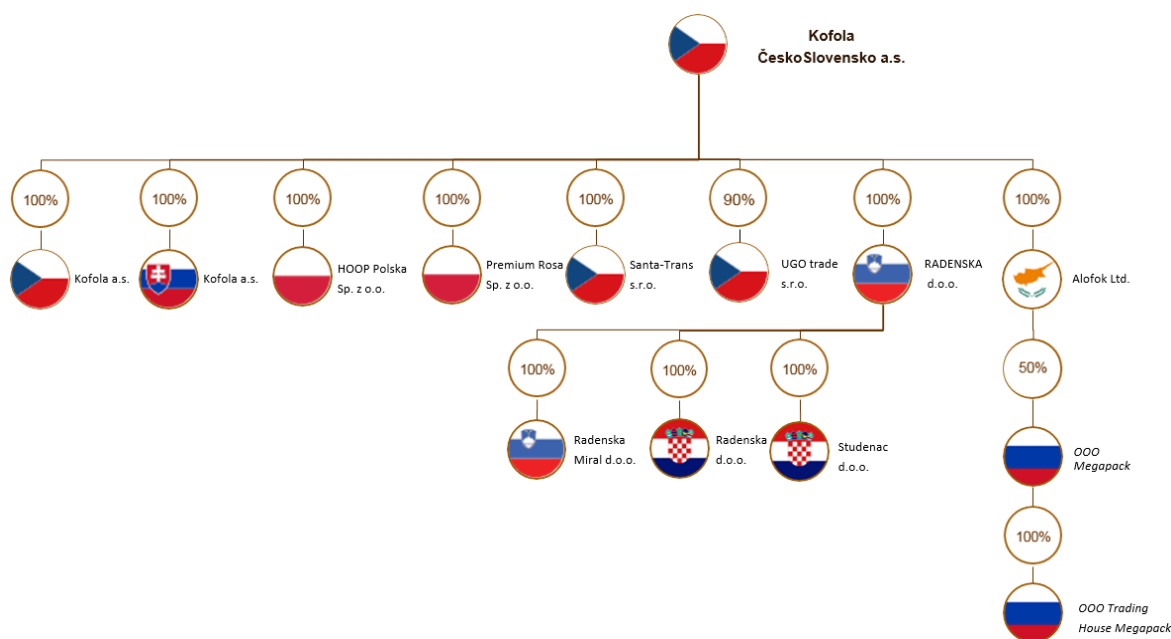 Kofola
ČeskoSlovensko a.s.
100%
100%
100%
100%
100%
90%
100%
100%
Kofola a.s.
Kofola a.s.
HOOP Polska
Sp. z o.o.
Premium Rosa
Sp. z o.o.
Santa-Trans
s.r.o.
UGO trade
s.r.o.
RADENSKA
d.o.o.
Alofok Ltd.
100%
100%
100%
50%
Radenska
Miral d.o.o.
Radenska
d.o.o.
Studenac
d.o.o.
OOO
Megapack
100%
OOO Trading
House Megapack